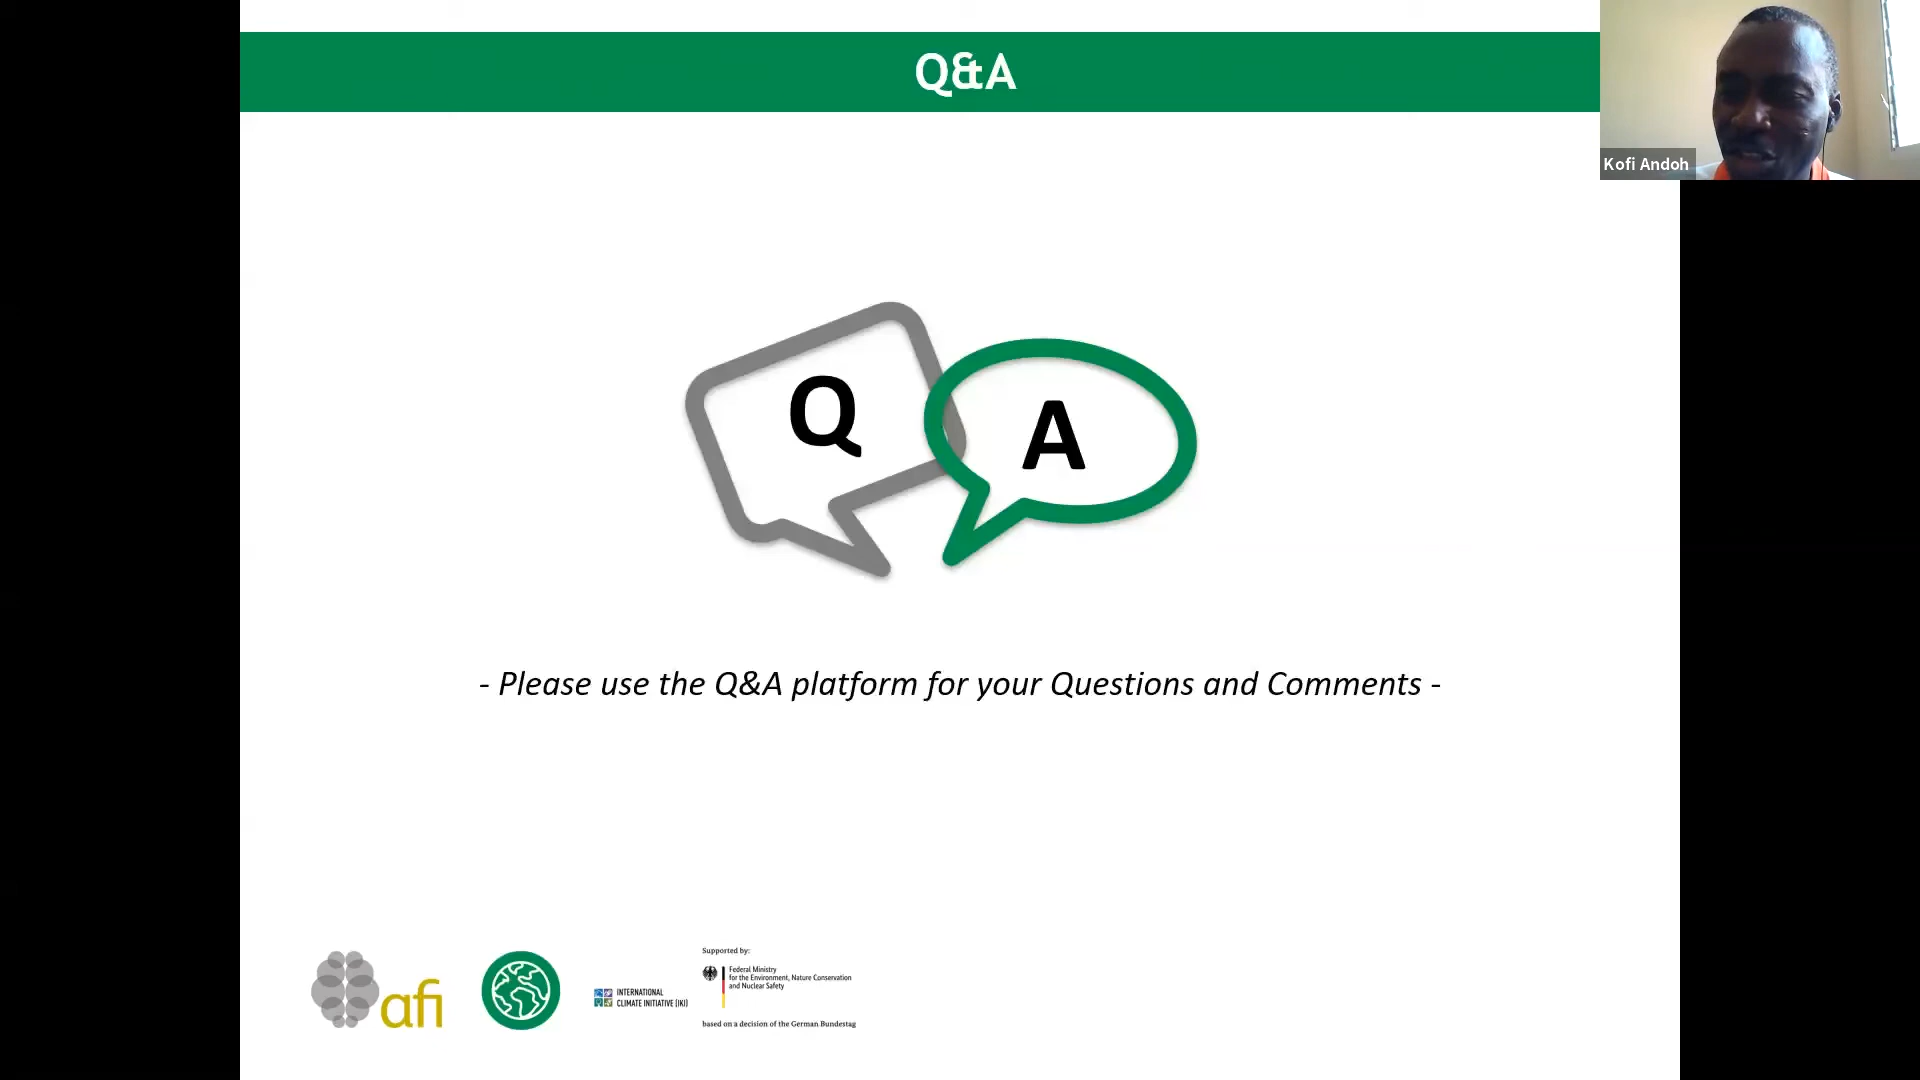 Q&A
Kofi Andoh
Q
A
- Please use the Q&A platform for your Questions and Comments -
afi
INTERNATIONAL
CLIMATE INITIATIVE (IKI)
Supported by:
Federal Ministry
for the Environment, Nature Conservation
and Nuclear Safety
based on a decision of the German Bundestag